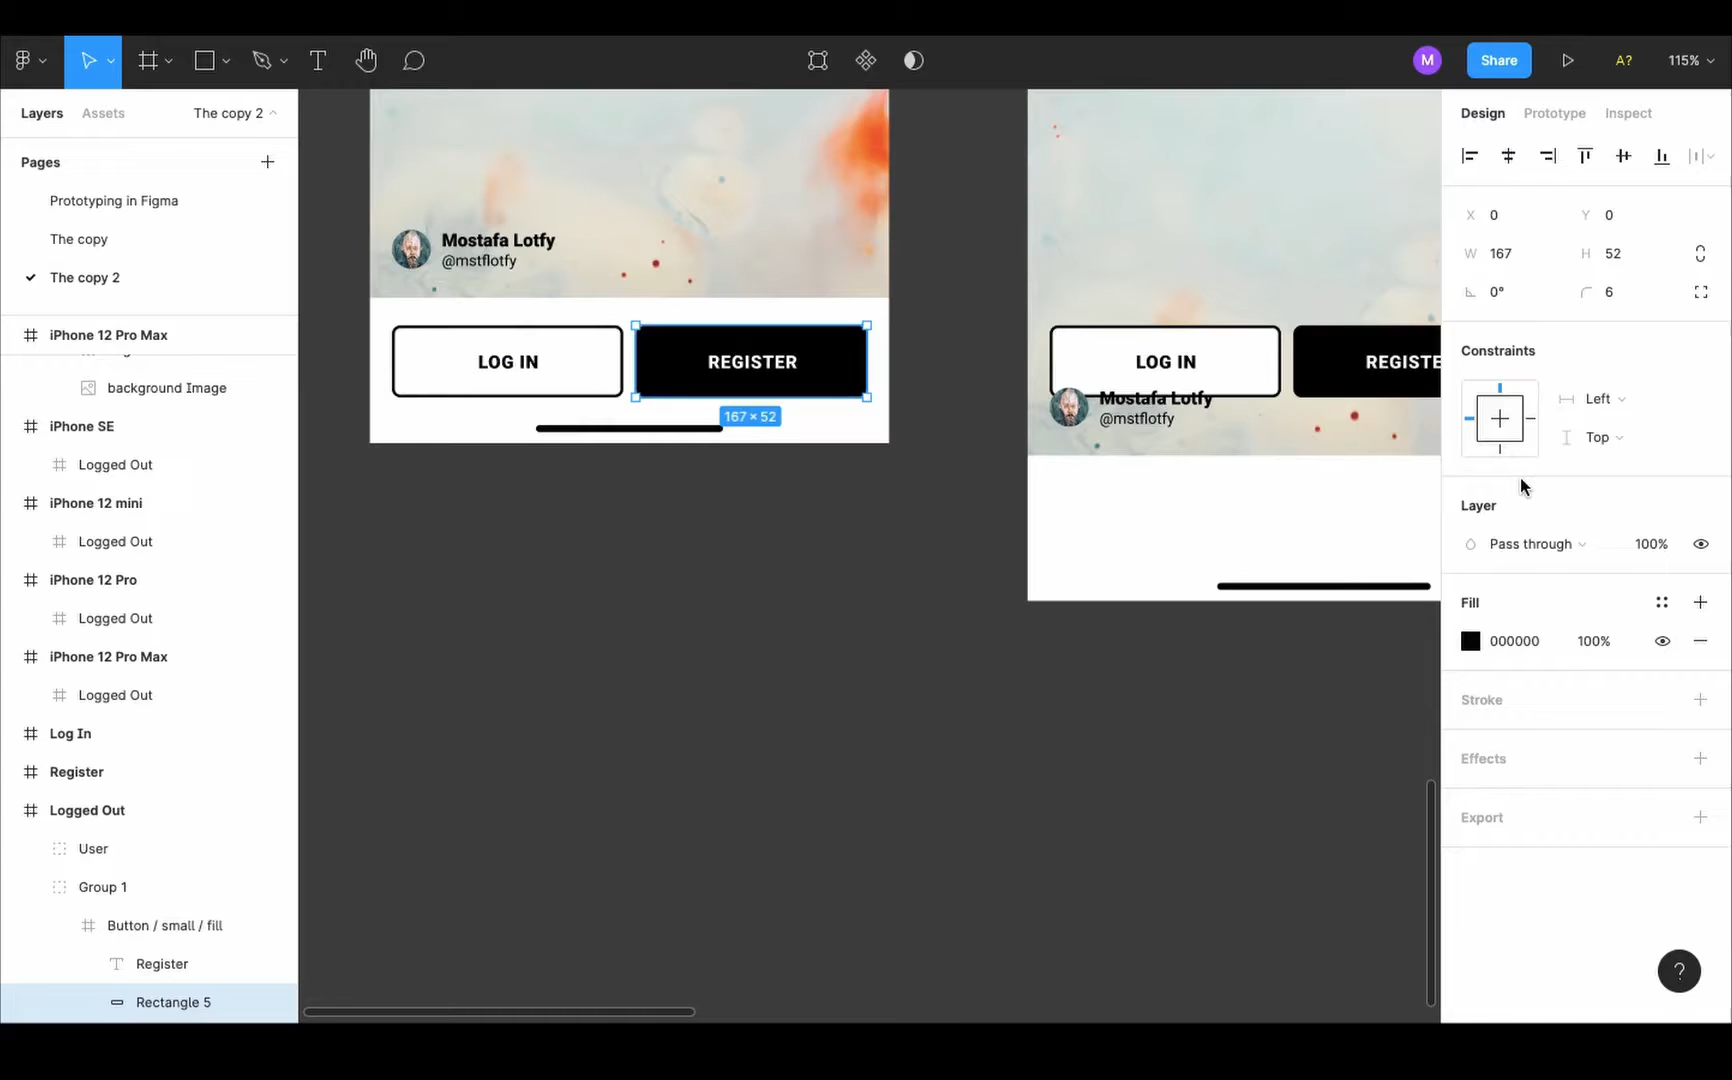 M
Share
A?
115%
Layers
Assets
The copy 2
Pages
Prototyping in Figma
The copy
The copy 2
iPhone 12 Pro Max
background Image
iPhone SE
Logged Out
iPhone 12 mini
Logged Out
iPhone 12 Pro
Logged Out
iPhone 12 Pro Max
Logged Out
Log In
Register
Logged Out
User
Group 1
Button / small / fill
Register
Rectangle 5
Mostafa Lotfy
@mstflotfy
LOG IN
REGISTER
167 × 52
LOG IN
REGISTE
Mostafa Lotfy
@mstflotfy
Design
Prototype
Inspect
X 0
Y 0
W 167
H 52
0°
6
Constraints
Left
Top
Layer
Pass through
100%
Fill
000000
100%
Stroke
Effects
Export
?